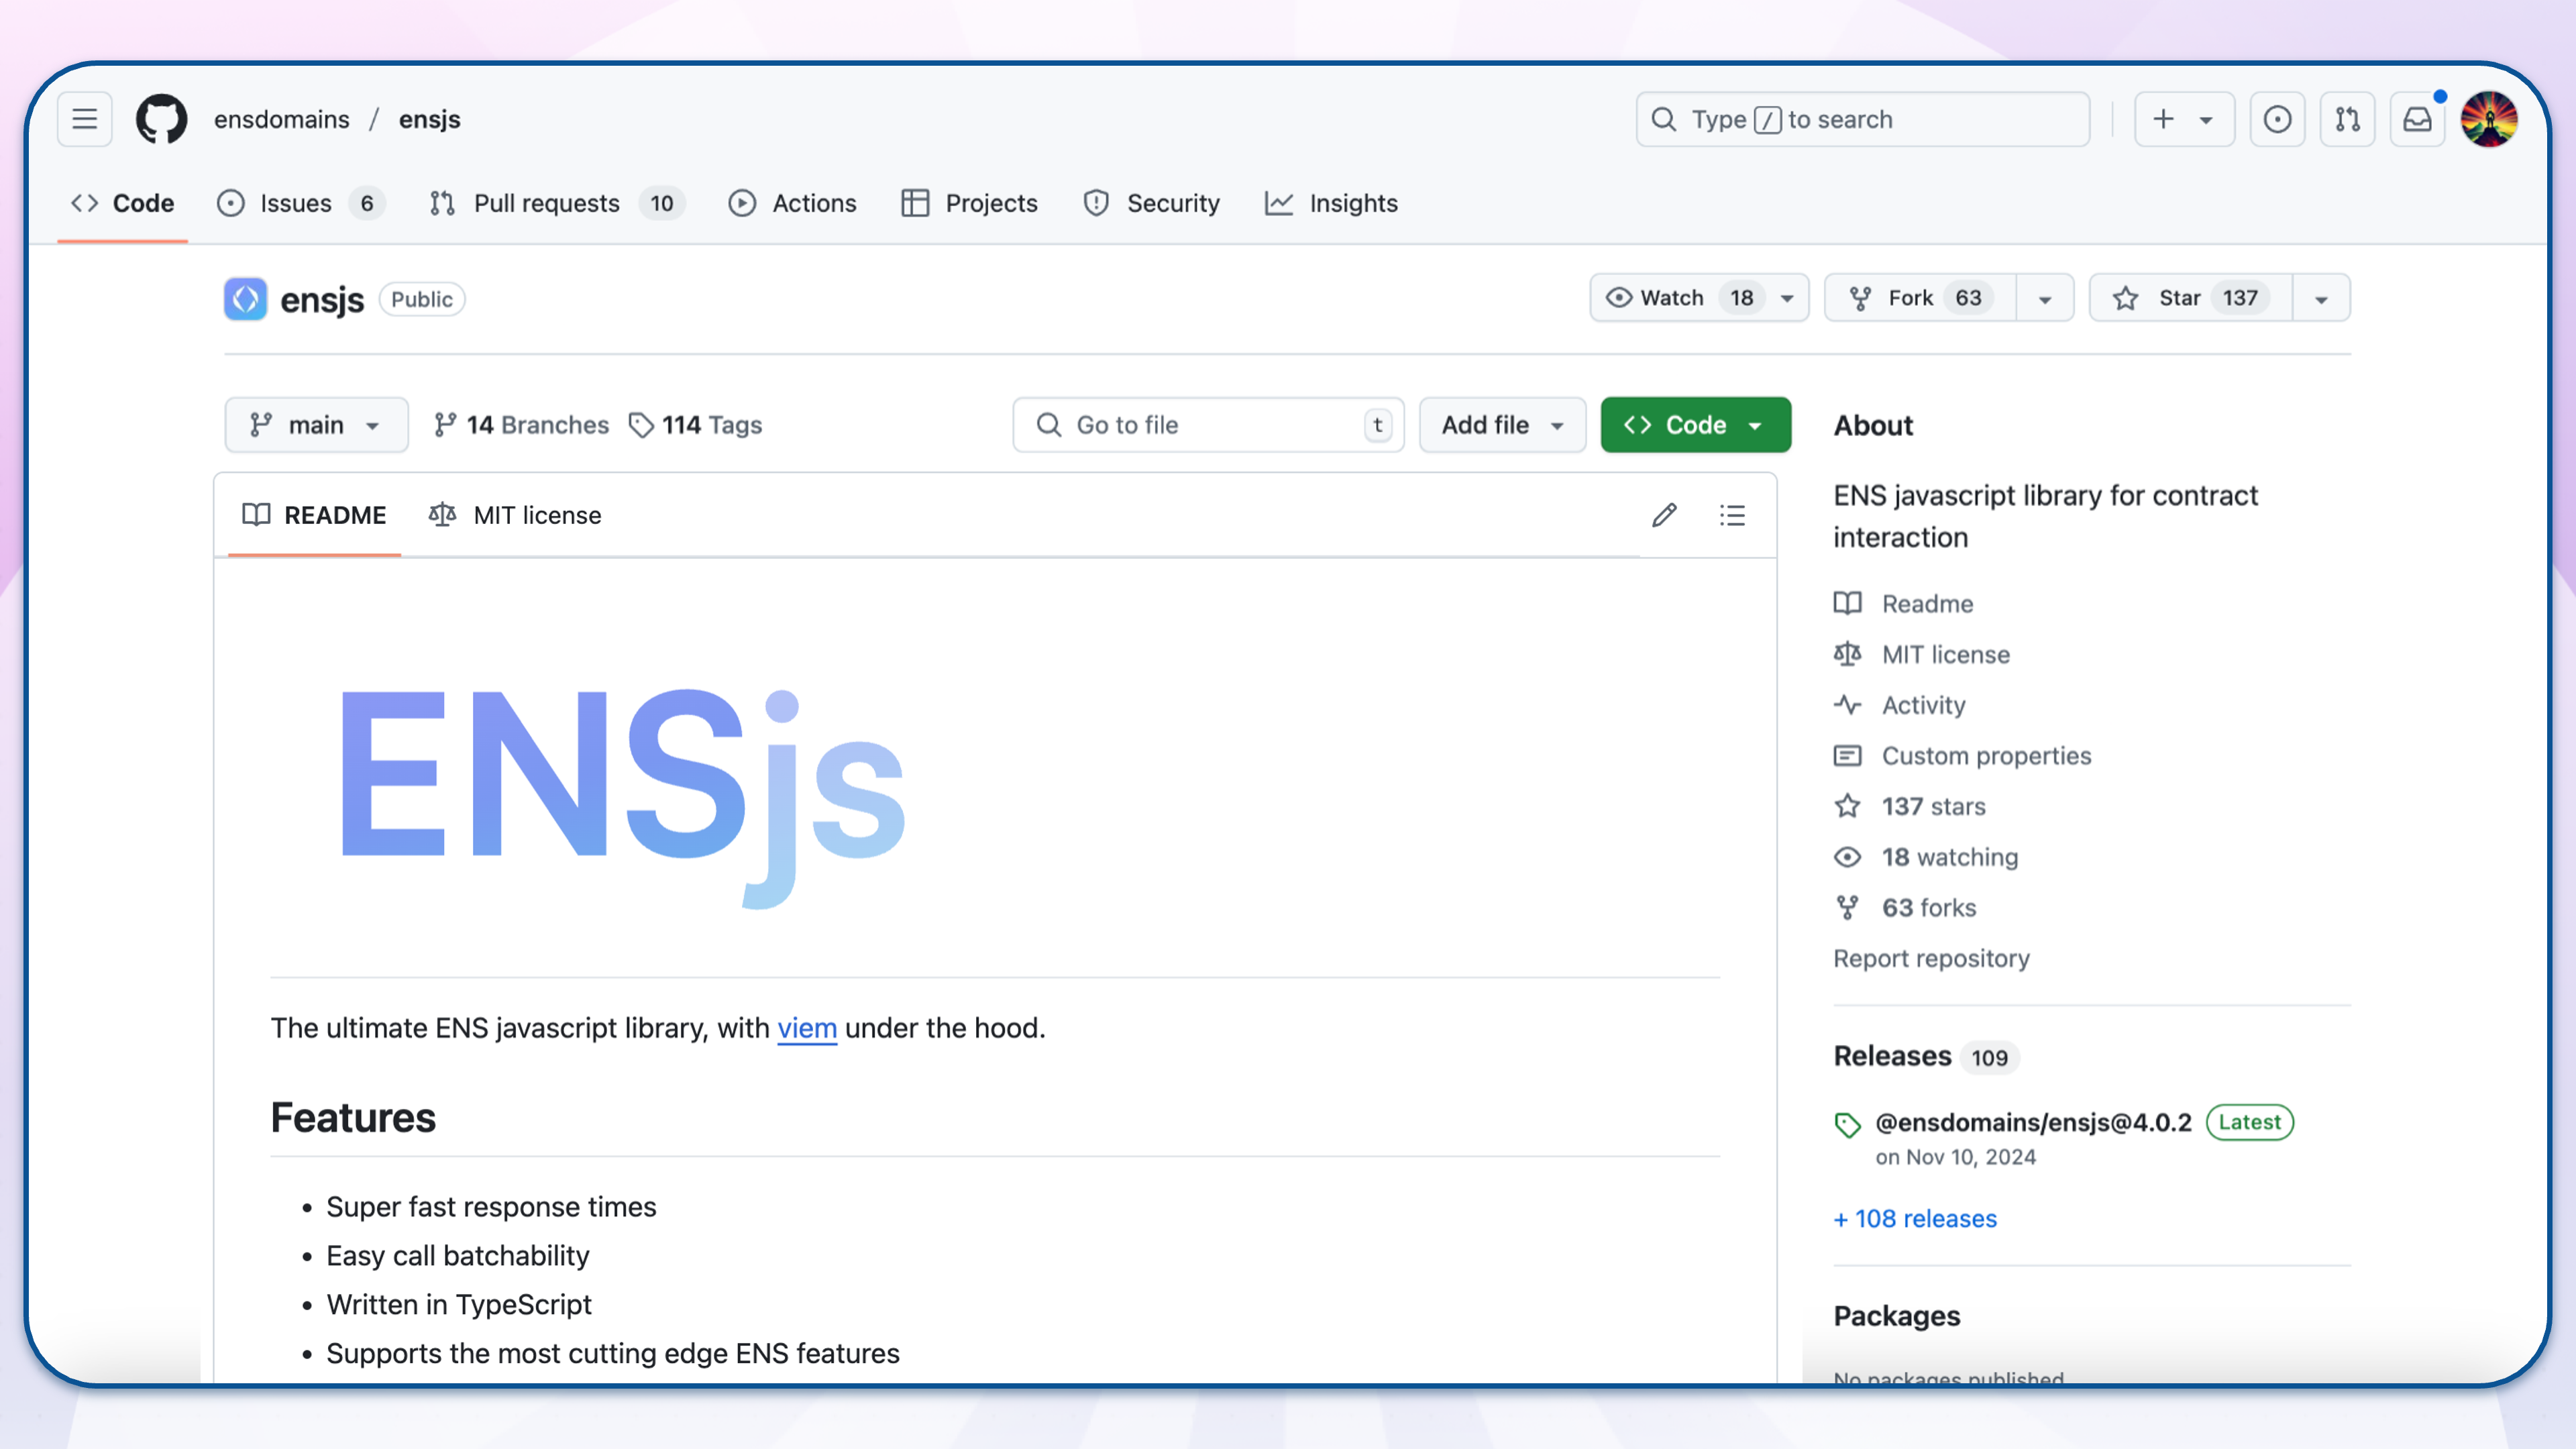 ensdomains / ensjs
Type / to search
Code
Issues 6
Pull requests 10
Actions
Projects
Security
Insights
ensjs Public
Watch 18
Fork 63
Star 137
main
14 Branches
114 Tags
Go to file t
Add file
Code
README
MIT license
ENSjs
The ultimate ENS javascript library, with viem under the hood.
Features
• Super fast response times
• Easy call batchability
• Written in TypeScript
• Supports the most cutting edge ENS features
About
ENS javascript library for contract
interaction
Readme
MIT license
Activity
Custom properties
137 stars
18 watching
63 forks
Report repository
Releases 109
@ensdomains/ensjs@4.0.2 Latest
on Nov 10, 2024
+ 108 releases
Packages
No packages published